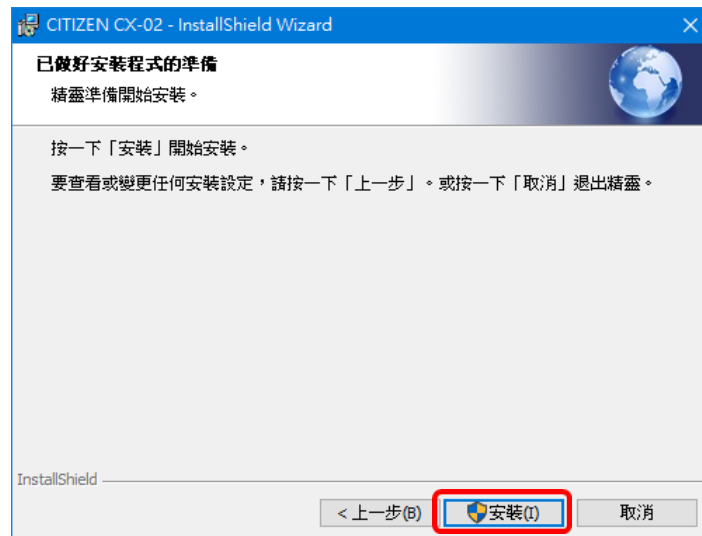 CITIZEN CX-02 - InstallShield Wizard
已做好安裝程式的準備
精靈準備開始安裝。
按一下「安裝」開始安裝。
要查看或變更任何安裝設定，請按一下「上一步」。或按一下「取消」退出精靈。
InstallShield
< 上一步(B) 安裝(I) 取消